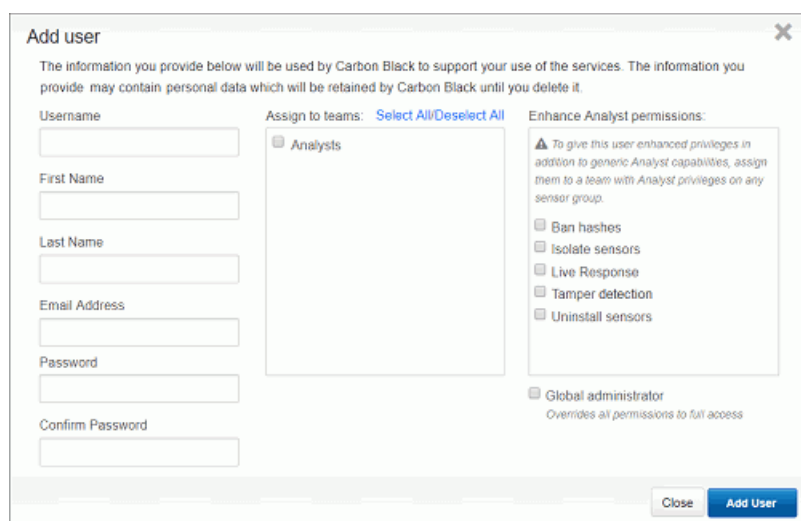 Add user
The information you provide below will be used by Carbon Black to support your use of the services. The information you
provide may contain personal data which will be retained by Carbon Black until you delete it.
Username
First Name
Last Name
Email Address
Password
Confirm Password
Assign to teams: Select All/Deselect All
Analysts
Enhance Analyst permissions:
To give this user enhanced privileges in
addition to generic Analyst capabilities, assign
them to a team with Analyst privileges on any
sensor group.
Ban hashes
Isolate sensors
Live Response
Tamper detection
Uninstall sensors
Global administrator
Overrides all permissions to full access
Close
Add User